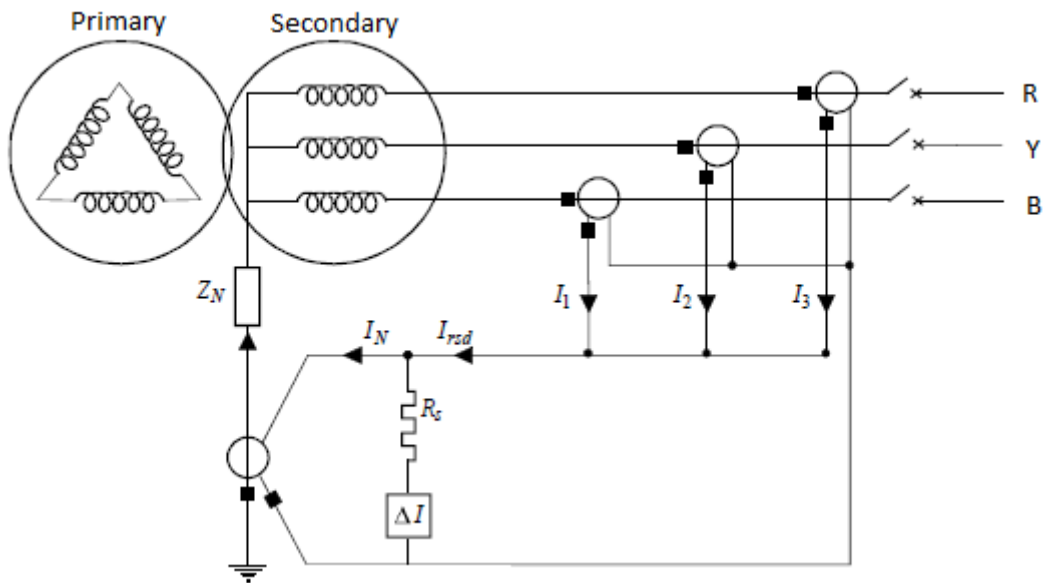 Primary
Secondary
R
Y
B
Z_N
I_1
I_2
I_3
I_N
I_rsd
R_s
ΔI